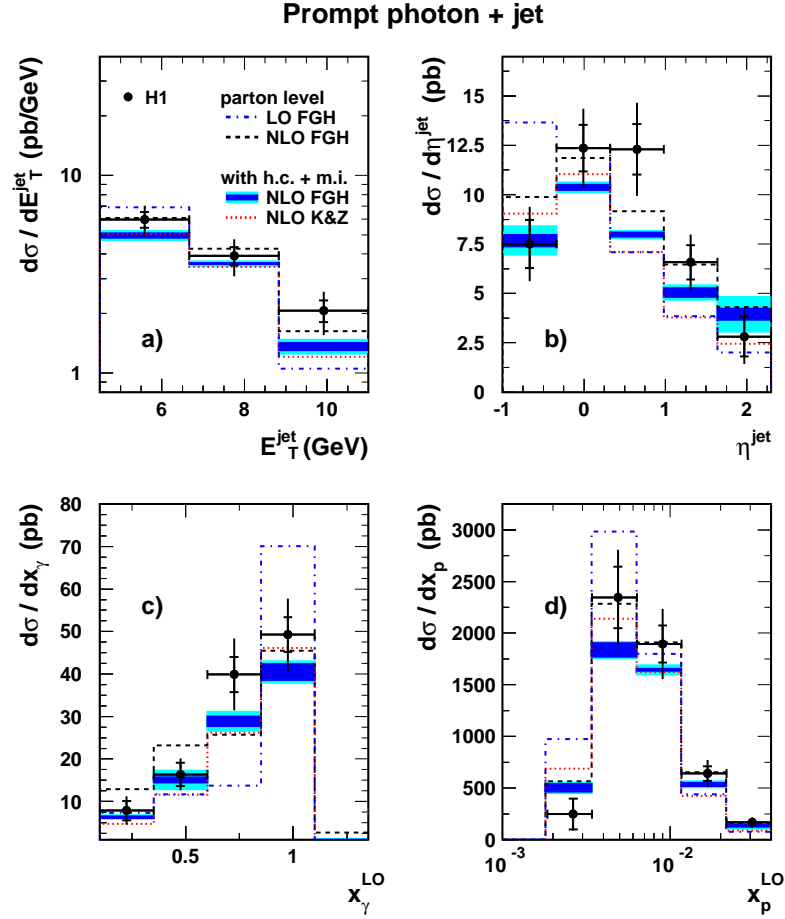 Prompt photon + jet
dσ / dE_T^jet (pb/GeV)
10
1
H1
parton level
LO FGH
NLO FGH
with h.c. + m.i.
NLO FGH
NLO K&Z
a)
6 8 10
E_T^jet (GeV)
dσ / dη^jet (pb)
15
12.5
10
7.5
5
2.5
0
b)
-1 0 1 2
η^jet
dσ / dx_γ (pb)
80
70
60
50
40
30
20
10
c)
0.5 1
x_γ^LO
dσ / dx_p (pb)
3000
2500
2000
1500
1000
500
0
d)
10^-3 10^-2
x_p^LO